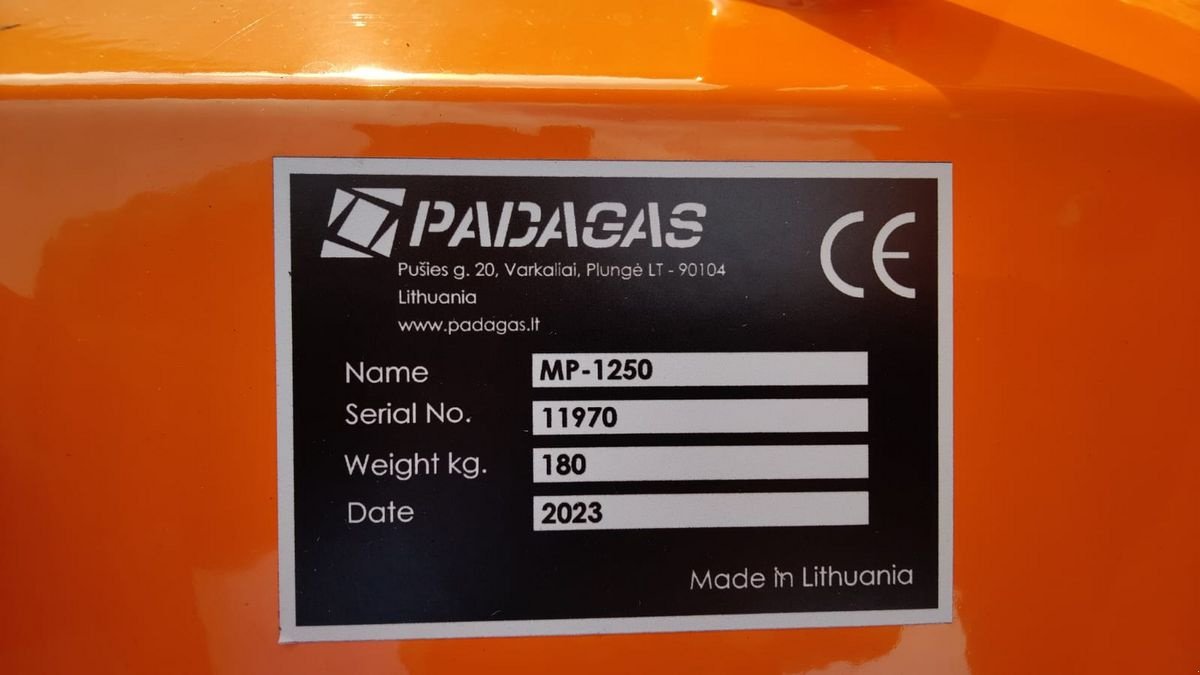 PADAGAS
CE
Pušies g. 20, Varkaliai, Plungė LT - 90104
Lithuania
www.padagas.lt
Name MP-1250
Serial No. 11970
Weight kg. 180
Date 2023
Made in Lithuania